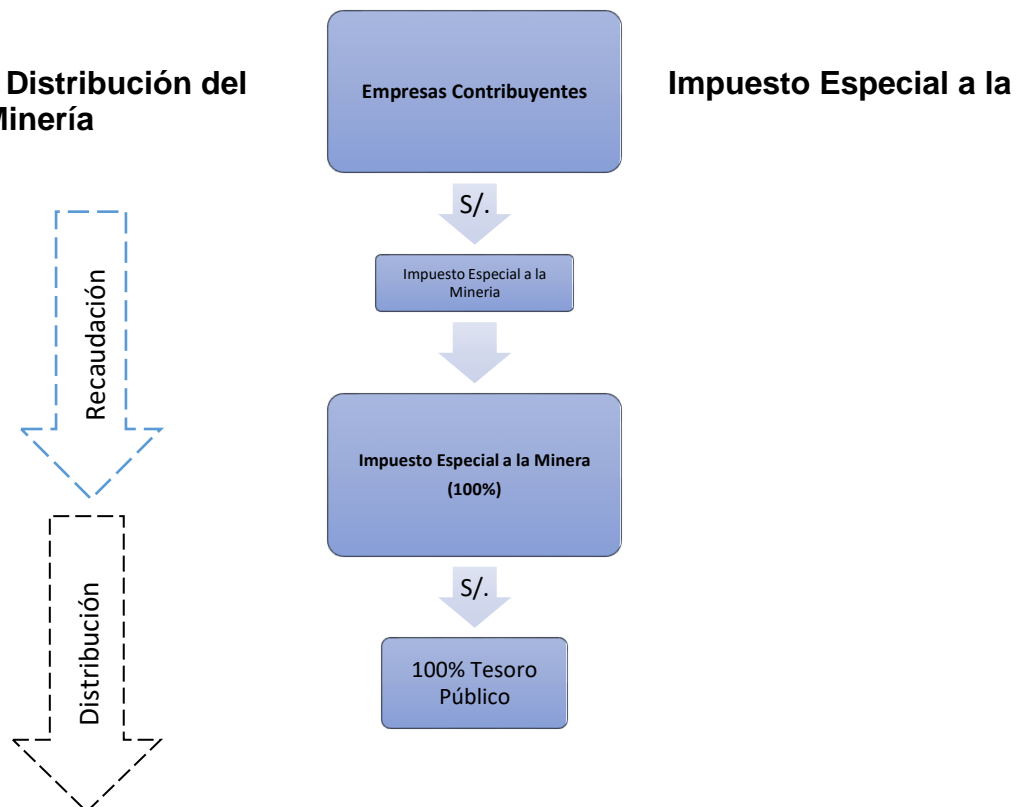 Distribución del
Minería
Impuesto Especial a la
Empresas Contribuyentes
S/.
Impuesto Especial a la
Mineria
Impuesto Especial a la Minera
(100%)
S/.
100% Tesoro
Público
Recaudación
Distribución